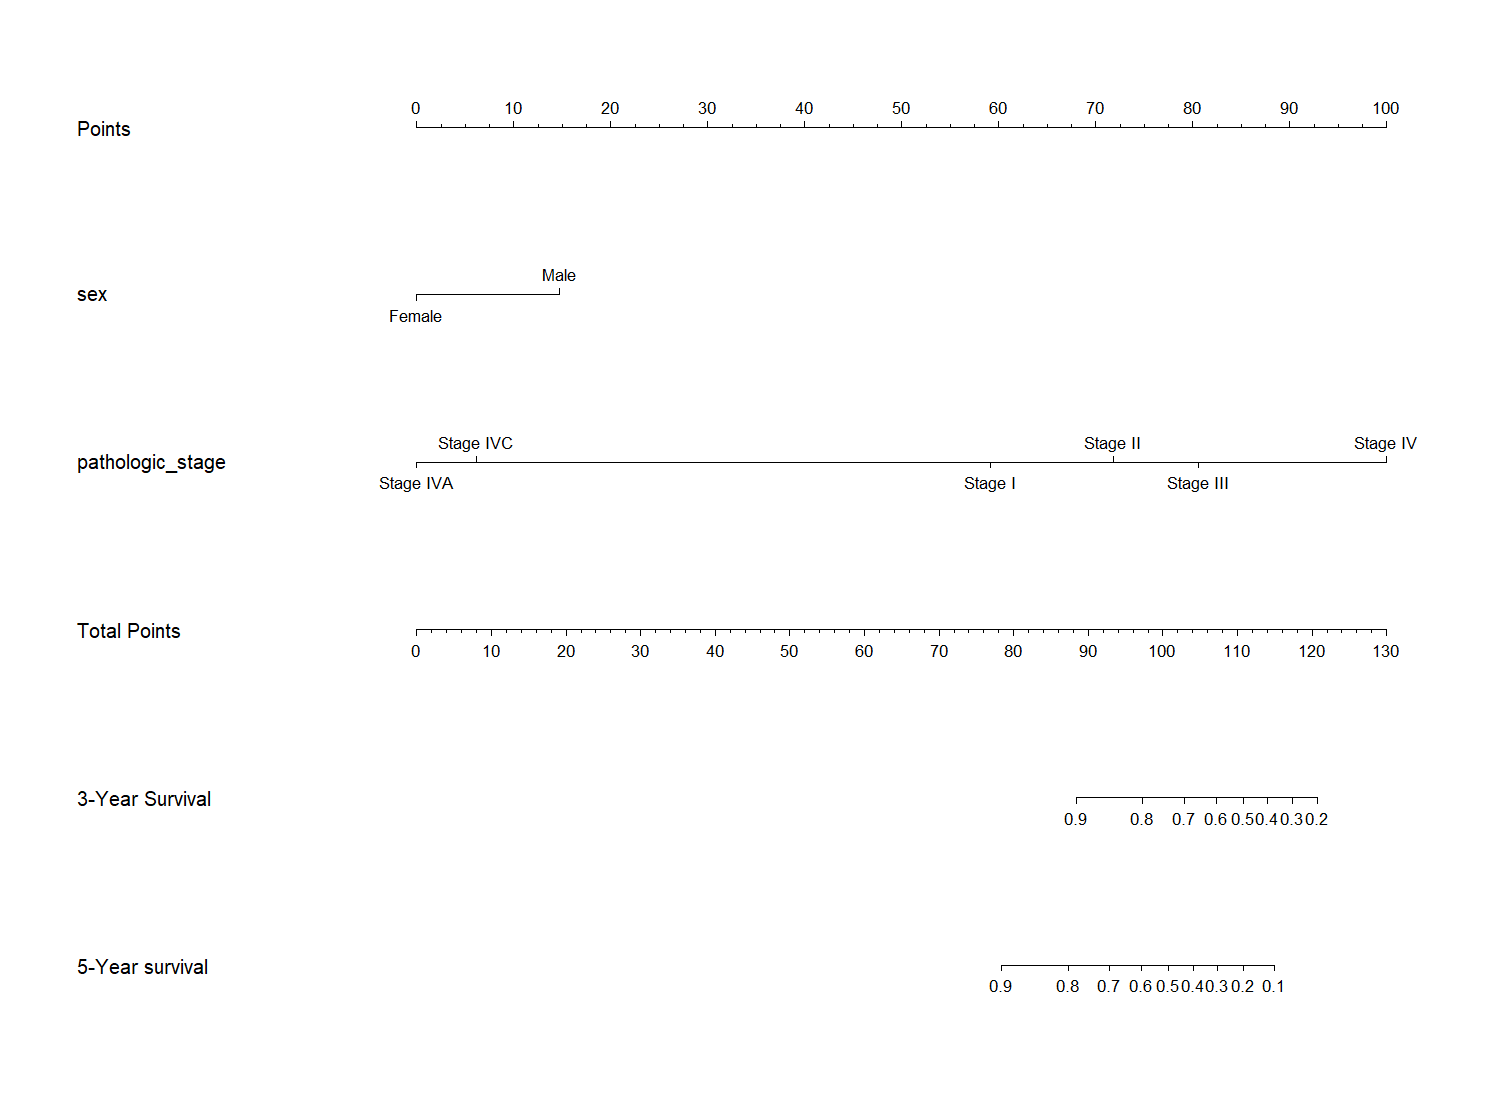 0 10 20 30 40 50 60 70 80 90 100
Points
Male
sex
Female
Stage IVC Stage II Stage IV
pathologic_stage
Stage IVA Stage I Stage III
Total Points
0 10 20 30 40 50 60 70 80 90 100 110 120 130
3-Year Survival
0.9 0.8 0.7 0.6 0.5 0.4 0.3 0.2
5-Year survival
0.9 0.8 0.7 0.6 0.5 0.4 0.3 0.2 0.1